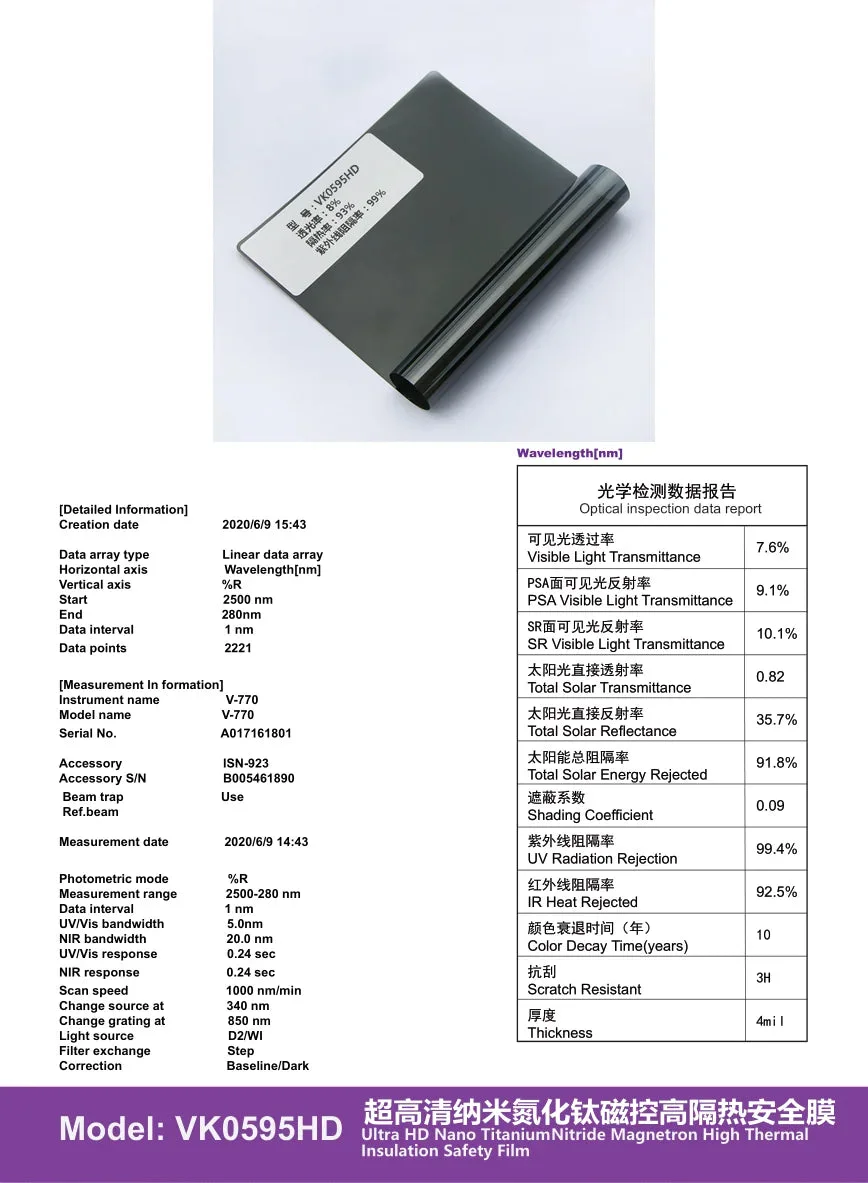 型 号：VK0595HD
透光率：8%
隔热率：93%
紫外线阻隔率：99%
[Detailed Information]
Creation date 2020/6/9 15:43
Data array type Linear data array
Horizontal axis Wavelength[nm]
Vertical axis %R
Start 2500 nm
End 280nm
Data interval 1 nm
Data points 2221
[Measurement In formation]
Instrument name V-770
Model name V-770
Serial No. A017161801
Accessory ISN-923
Accessory S/N B005461890
Beam trap Use
Ref.beam
Measurement date 2020/6/9 14:43
Photometric mode %R
Measurement range 2500-280 nm
Data interval 1 nm
UV/Vis bandwidth 5.0nm
NIR bandwidth 20.0 nm
UV/Vis response 0.24 sec
NIR response 0.24 sec
Scan speed 1000 nm/min
Change source at 340 nm
Change grating at 850 nm
Light source D2/WI
Filter exchange Step
Correction Baseline/Dark
Wavelength[nm]
光学检测数据报告
Optical inspection data report
可见光透过率
Visible Light Transmittance 7.6%
PSA面可见光反射率
PSA Visible Light Transmittance 9.1%
SR面可见光反射率
SR Visible Light Transmittance 10.1%
太阳光直接透射率
Total Solar Transmittance 0.82
太阳光直接反射率
Total Solar Reflectance 35.7%
太阳能总阻隔率
Total Solar Energy Rejected 91.8%
遮蔽系数
Shading Coefficient 0.09
紫外线阻隔率
UV Radiation Rejection 99.4%
红外线阻隔率
IR Heat Rejected 92.5%
颜色衰退时间（年）
Color Decay Time(years) 10
抗刮
Scratch Resistant 3H
厚度
Thickness 4mil
Model: VK0595HD
超高清纳米氮化钛磁控高隔热安全膜
Ultra HD Nano TitaniumNitride Magnetron High Thermal
Insulation Safety Film